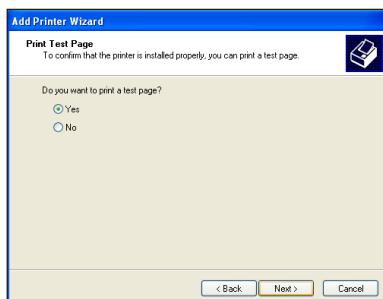 Add Printer Wizard
Print Test Page
To confirm that the printer is installed properly, you can print a test page.
Do you want to print a test page?
Yes
No
< Back Next > Cancel